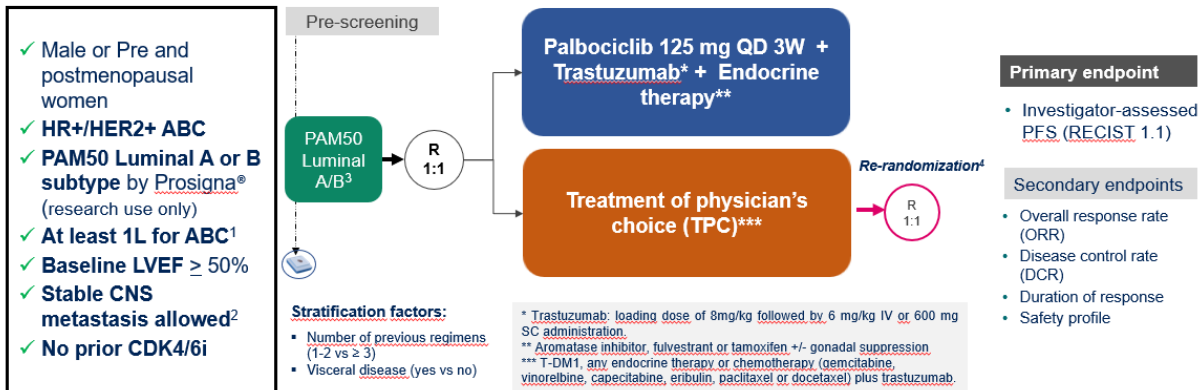 ✓ Male or Pre and
postmenopausal
women
✓ HR+/HER2+ ABC
✓ PAM50 Luminal A or B
subtype by Prosigna®
(research use only)
✓ At least 1L for ABC¹
✓ Baseline LVEF ≥ 50%
✓ Stable CNS
metastasis allowed²
✓ No prior CDK4/6i
Pre-screening
PAM50
Luminal
A/B³
R
1:1
Palbociclib 125 mg QD 3W +
Trastuzumab* + Endocrine
therapy**
Treatment of physician's
choice (TPC)***
Re-randomization⁴
R
1:1
Stratification factors:
▪ Number of previous regimens
(1-2 vs ≥ 3)
▪ Visceral disease (yes vs no)
* Trastuzumab: loading dose of 8mg/kg followed by 6 mg/kg IV or 600 mg
SC administration.
** Aromatase inhibitor, fulvestrant or tamoxifen +/- gonadal suppression
*** T-DM1, any endocrine therapy or chemotherapy (gemcitabine,
vinorelbine, capecitabine, eribulin, paclitaxel or docetaxel) plus trastuzumab.
Primary endpoint
• Investigator-assessed
PFS (RECIST 1.1)
Secondary endpoints
• Overall response rate
(ORR)
• Disease control rate
(DCR)
• Duration of response
• Safety profile